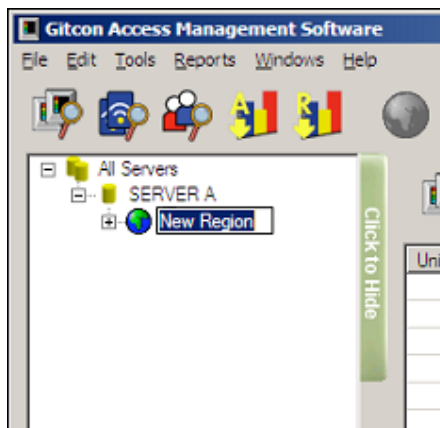 Gitcon Access Management Software
File Edit Tools Reports Windows Help
A R
All Servers
SERVER A
New Region
Click to Hide
Uni